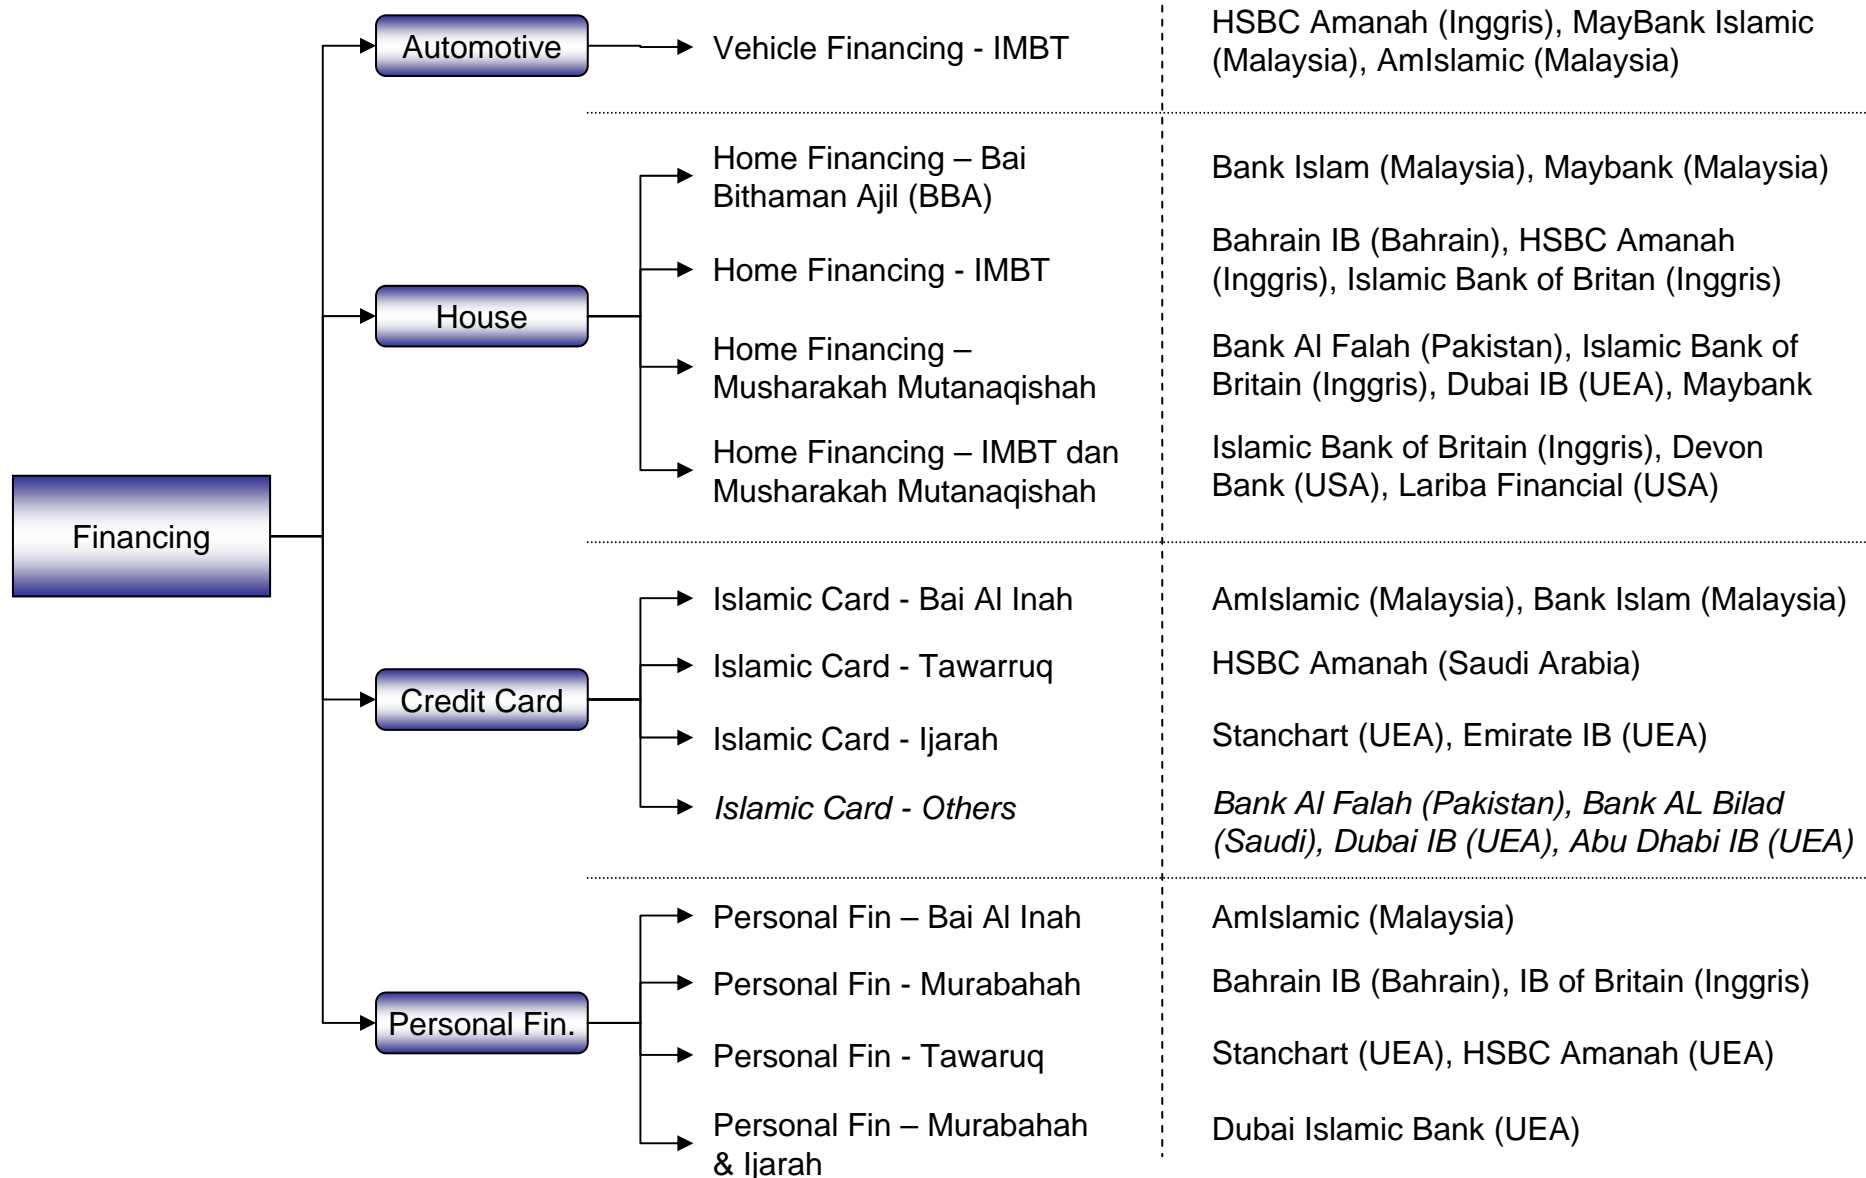 Automotive
Vehicle Financing - IMBT
HSBC Amanah (Inggris), MayBank Islamic
(Malaysia), AmIslamic (Malaysia)
Home Financing – Bai
Bithaman Ajil (BBA)
Bank Islam (Malaysia), Maybank (Malaysia)
Home Financing - IMBT
Bahrain IB (Bahrain), HSBC Amanah
(Inggris), Islamic Bank of Britan (Inggris)
House
Home Financing –
Musharakah Mutanaqishah
Bank Al Falah (Pakistan), Islamic Bank of
Britain (Inggris), Dubai IB (UEA), Maybank
Home Financing – IMBT dan
Musharakah Mutanaqishah
Islamic Bank of Britain (Inggris), Devon
Bank (USA), Lariba Financial (USA)
Financing
Islamic Card - Bai Al Inah
AmIslamic (Malaysia), Bank Islam (Malaysia)
Islamic Card - Tawarruq
HSBC Amanah (Saudi Arabia)
Credit Card
Islamic Card - Ijarah
Stanchart (UEA), Emirate IB (UEA)
Islamic Card - Others
Bank Al Falah (Pakistan), Bank AL Bilad
(Saudi), Dubai IB (UEA), Abu Dhabi IB (UEA)
Personal Fin – Bai Al Inah
AmIslamic (Malaysia)
Personal Fin - Murabahah
Bahrain IB (Bahrain), IB of Britain (Inggris)
Personal Fin.
Personal Fin - Tawaruq
Stanchart (UEA), HSBC Amanah (UEA)
Personal Fin – Murabahah
& Ijarah
Dubai Islamic Bank (UEA)